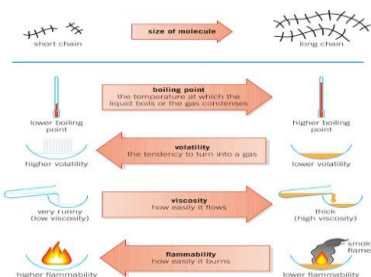 size of molecule
short chain
long chain
boiling point
the temperature at which the
liquid boils or the gas condenses
lower boiling
point
higher boiling
point
volatility
the tendency to turn into a gas
higher volatility
lower volatility
viscosity
how easily it flows
very runny
(low viscosity)
thick
(high viscosity)
smoky
flame
flammability
how easily it burns
higher flammability
lower flammability